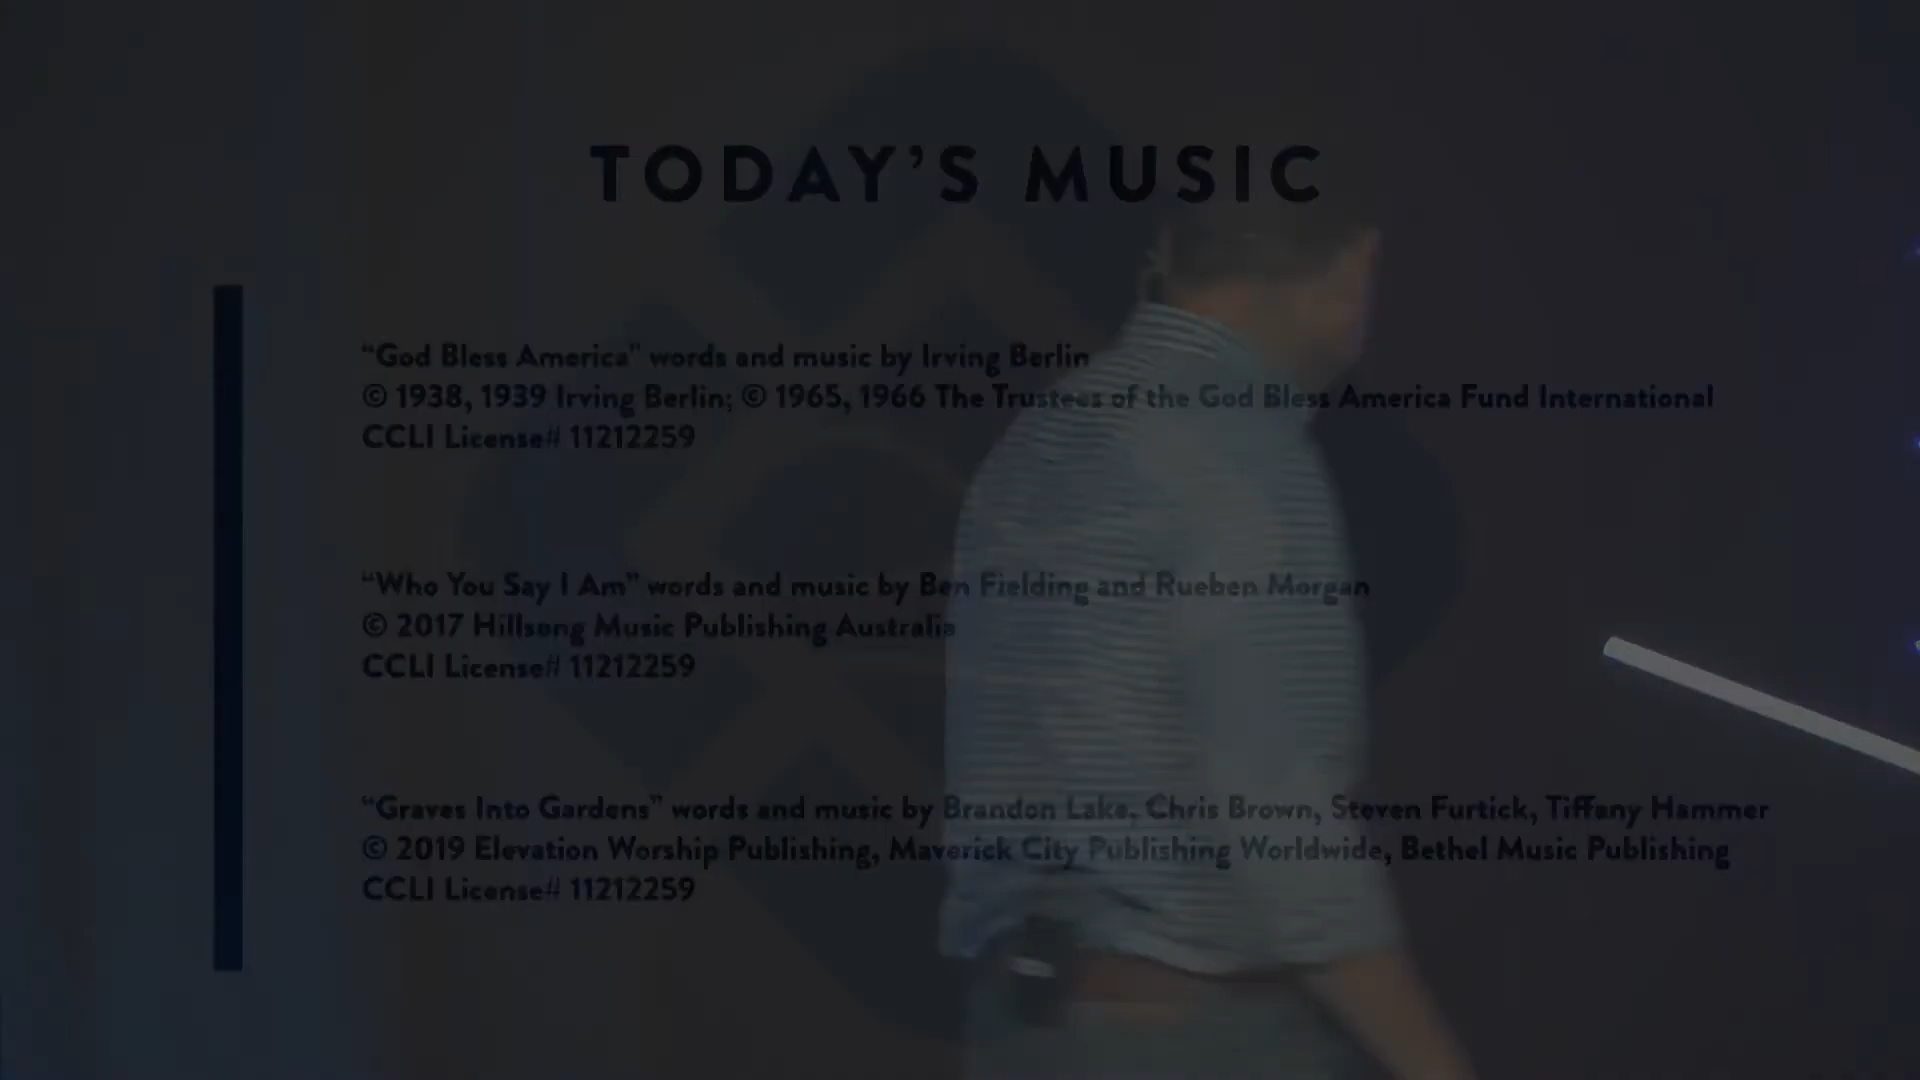 TODAY’S MUSIC
“God Bless America” words and music by Irving Berlin
© 1938, 1939 Irving Berlin; © 1965, 1966 The Trustees of the God Bless America Fund International
CCLI License# 11212259
“Who You Say I Am” words and music by Ben Fielding and Rueben Morgan
© 2017 Hillsong Music Publishing Australia
CCLI License# 11212259
“Graves Into Gardens” words and music by Brandon Lake, Chris Brown, Steven Furtick, Tiffany Hammer
© 2019 Elevation Worship Publishing, Maverick City Publishing Worldwide, Bethel Music Publishing
CCLI License# 11212259